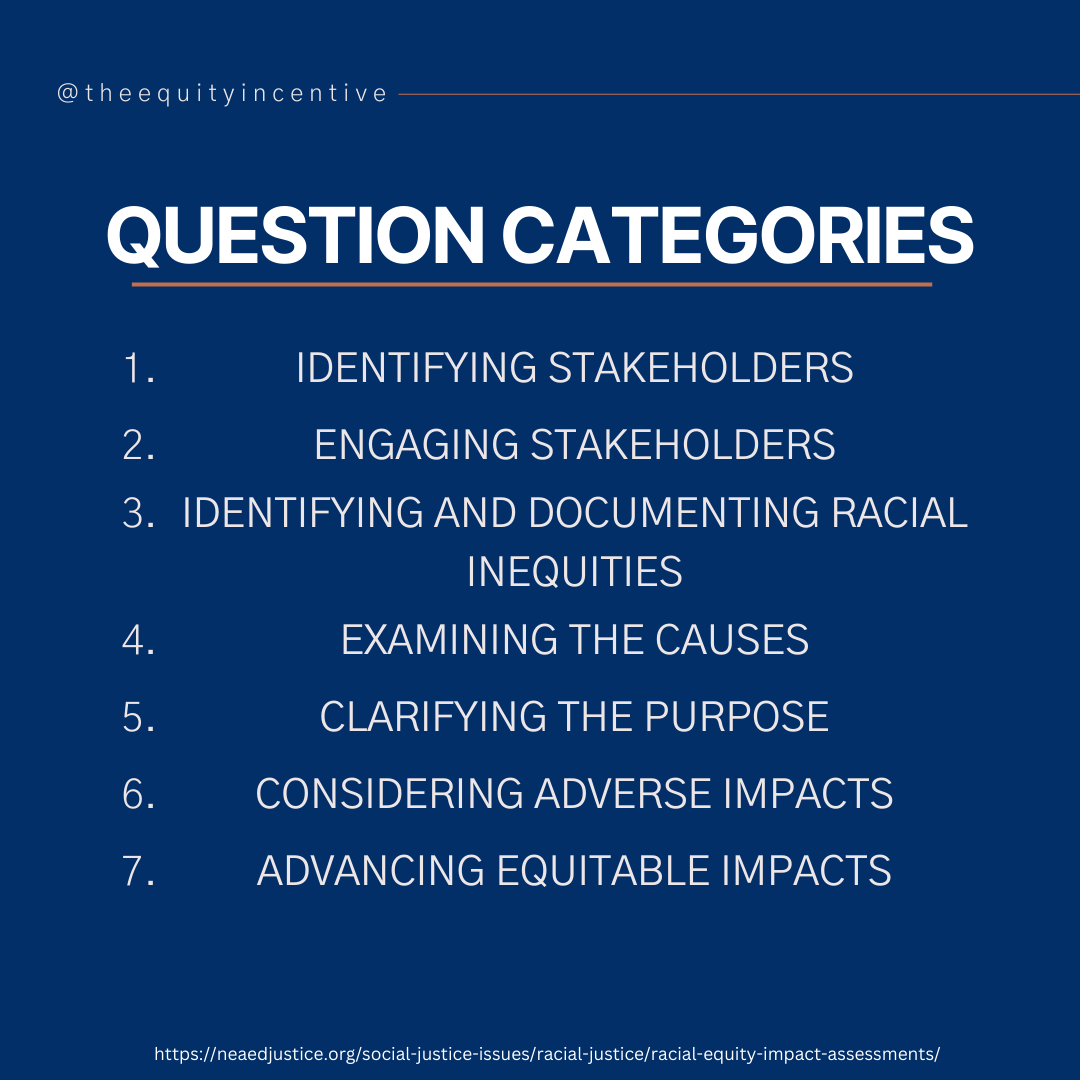 @theequityincentive
QUESTION CATEGORIES
1. IDENTIFYING STAKEHOLDERS
2. ENGAGING STAKEHOLDERS
3. IDENTIFYING AND DOCUMENTING RACIAL
INEQUITIES
4. EXAMINING THE CAUSES
5. CLARIFYING THE PURPOSE
6. CONSIDERING ADVERSE IMPACTS
7. ADVANCING EQUITABLE IMPACTS
https://neaedjustice.org/social-justice-issues/racial-justice/racial-equity-impact-assessments/